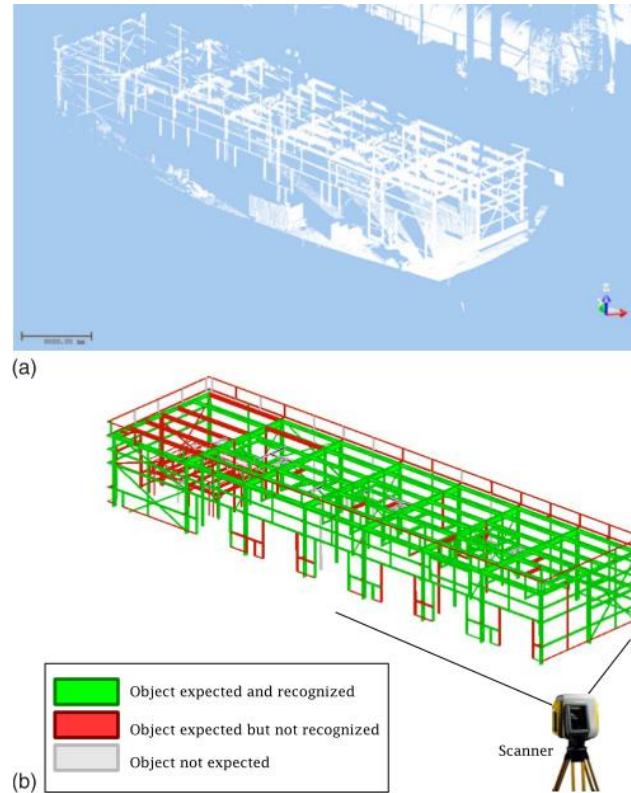 (a)
Object expected and recognized
Object expected but not recognized
Object not expected
Scanner
(b)